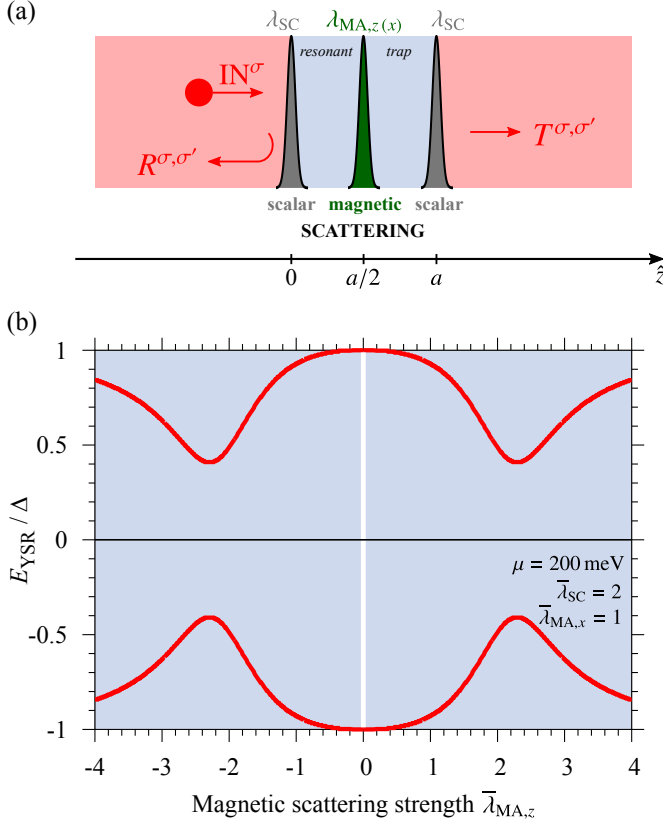 (a)
λSC λMA,z(x) λSC
resonant trap
INσ
Rσ,σ′
Tσ,σ′
scalar magnetic scalar
SCATTERING
0 a/2 a ẑ
(b)
1
0.5
0
-0.5
-1
EYSR / Δ
μ = 200 meV
λ̅SC = 2
λ̅MA,x = 1
-4 -3 -2 -1 0 1 2 3 4
Magnetic scattering strength λ̅MA,z